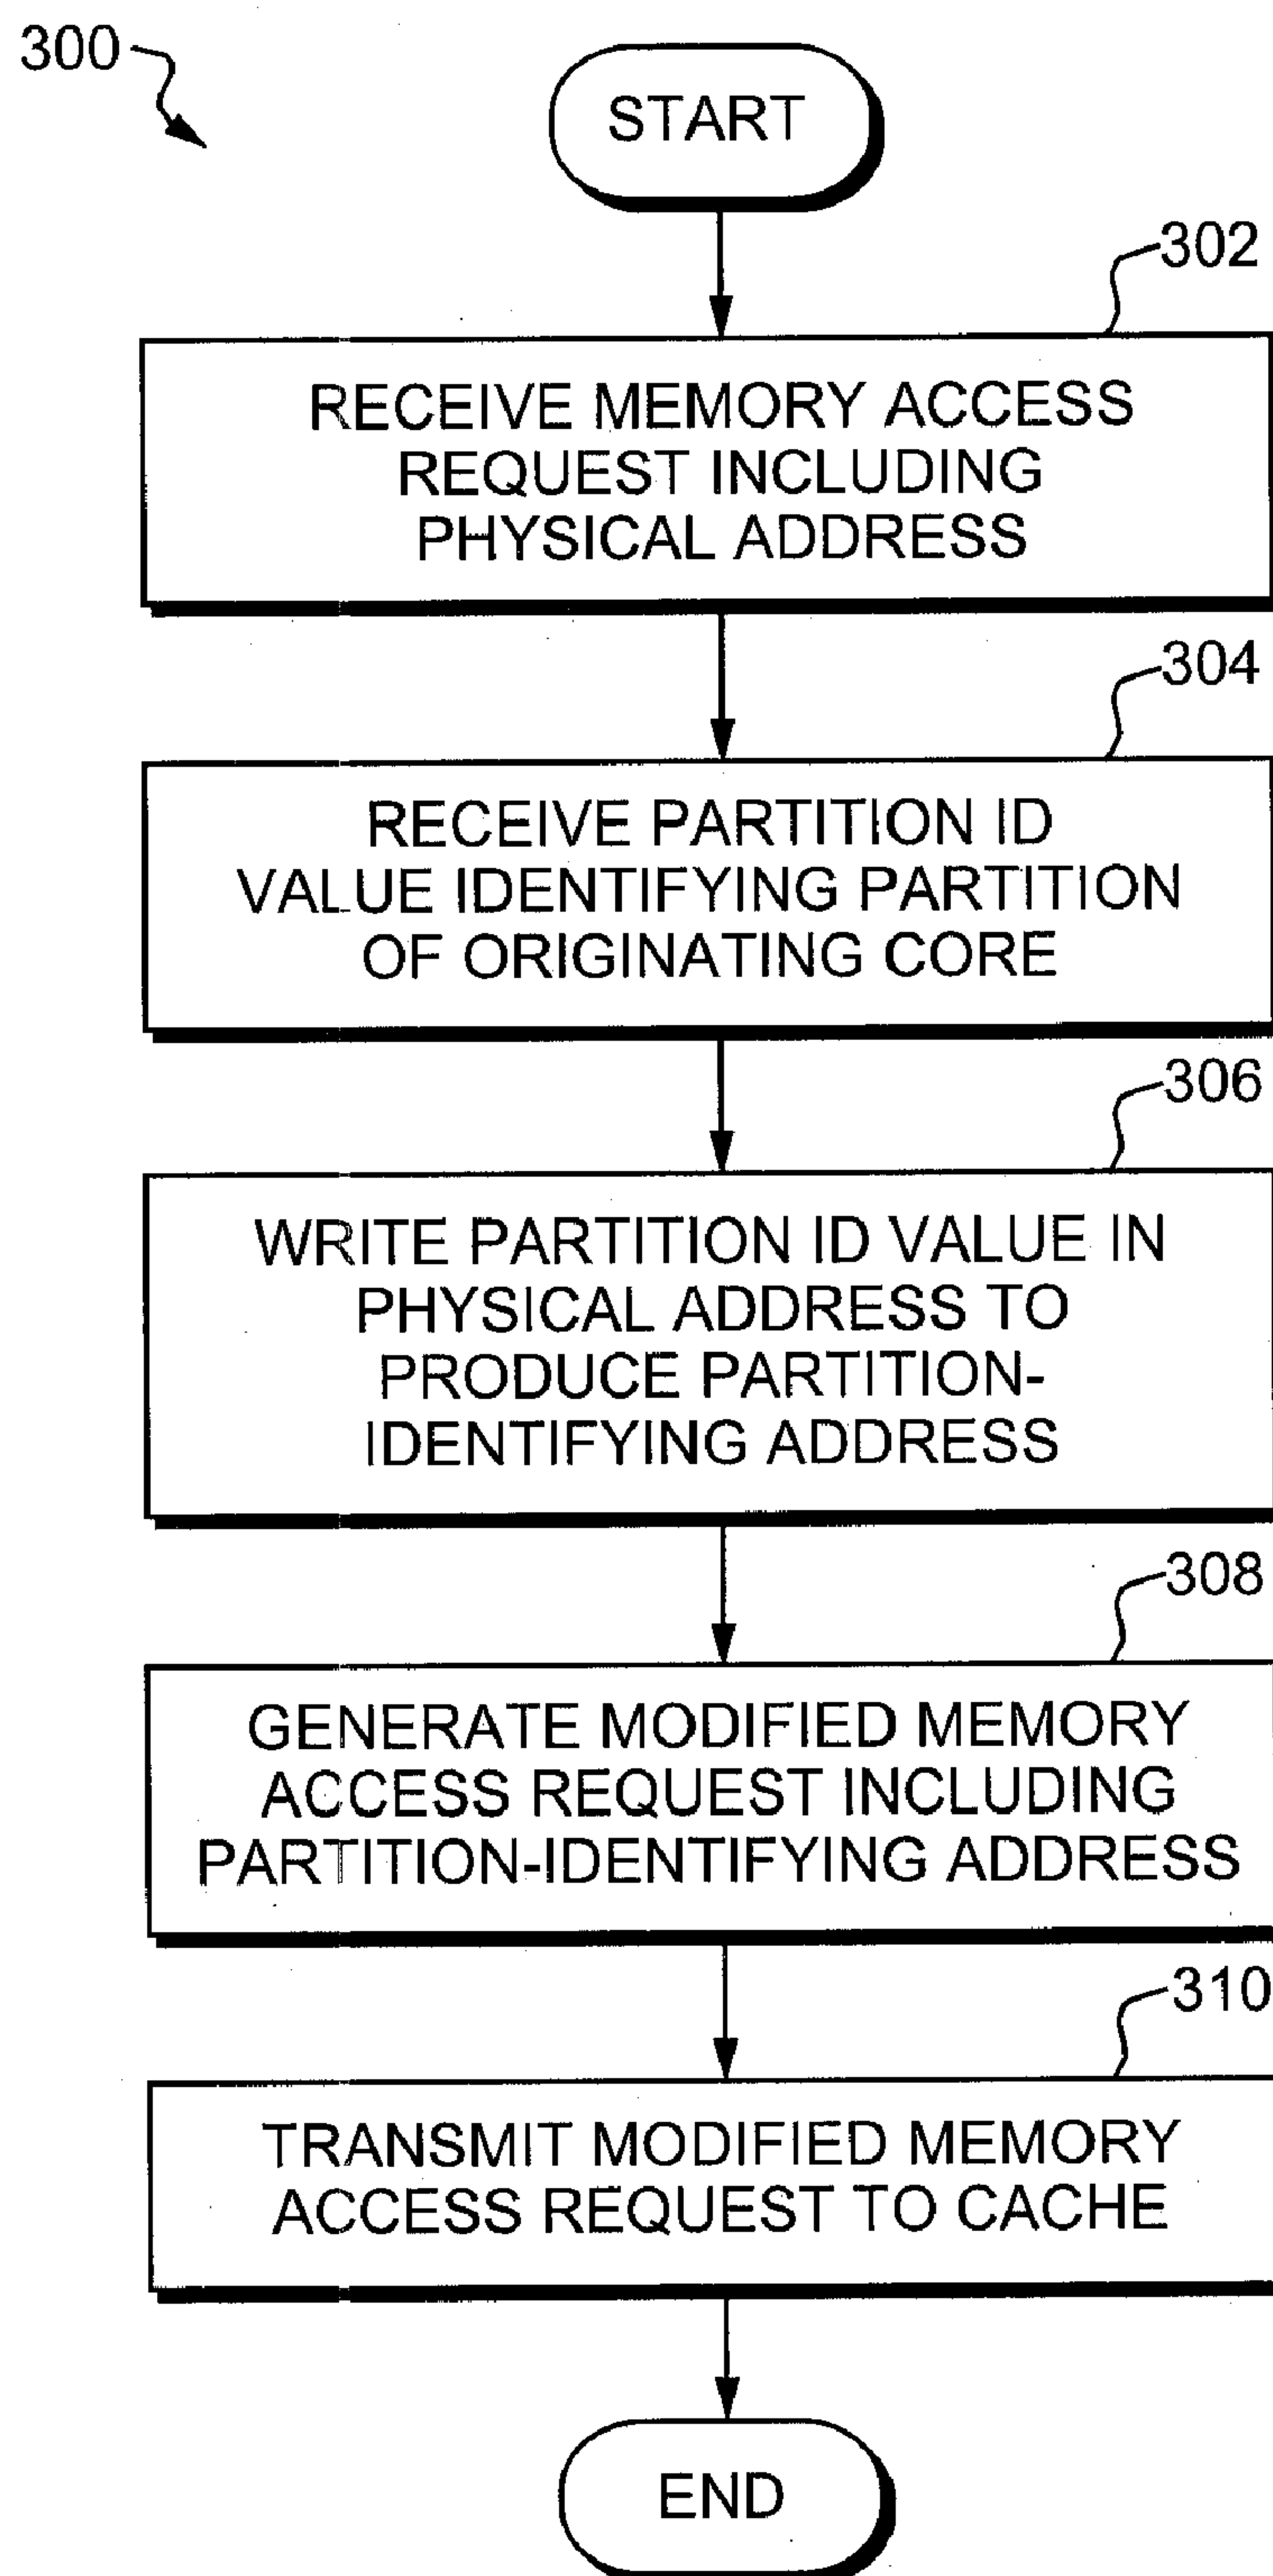 300
START
302
RECEIVE MEMORY ACCESS
REQUEST INCLUDING
PHYSICAL ADDRESS
304
RECEIVE PARTITION ID
VALUE IDENTIFYING PARTITION
OF ORIGINATING CORE
306
WRITE PARTITION ID VALUE IN
PHYSICAL ADDRESS TO
PRODUCE PARTITION-
IDENTIFYING ADDRESS
308
GENERATE MODIFIED MEMORY
ACCESS REQUEST INCLUDING
PARTITION-IDENTIFYING ADDRESS
310
TRANSMIT MODIFIED MEMORY
ACCESS REQUEST TO CACHE
END